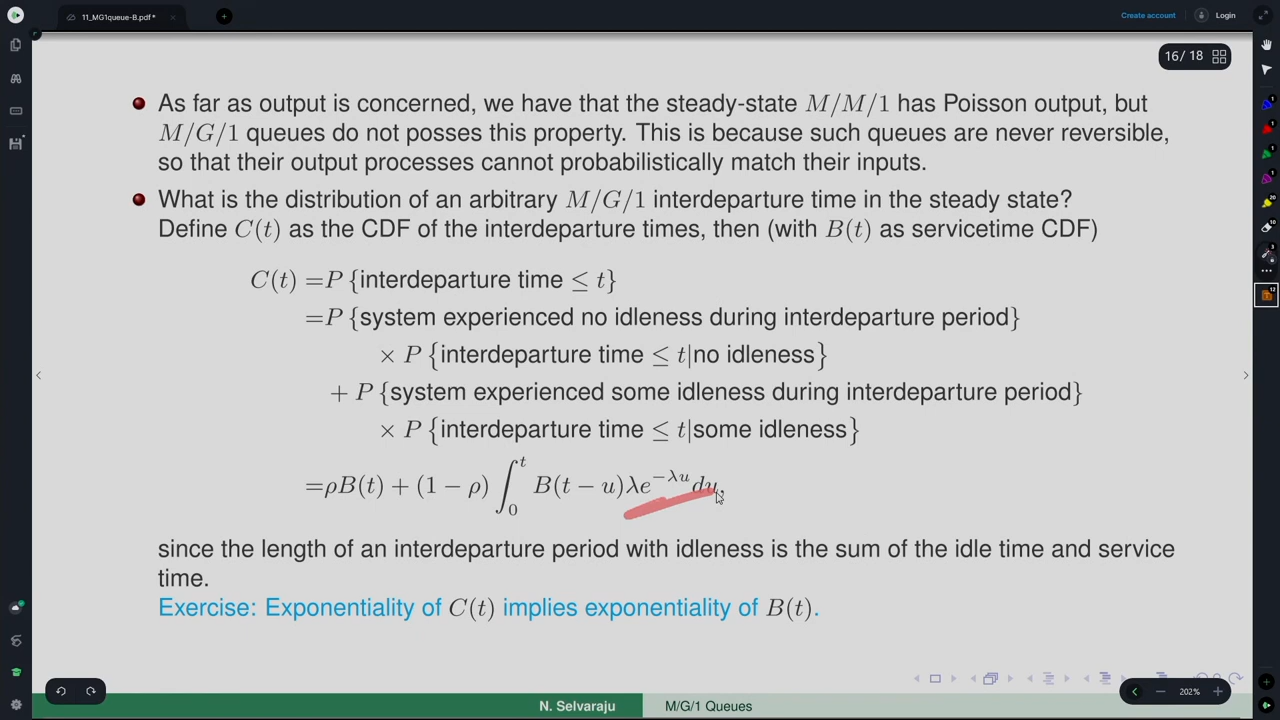 11_MG1queue-B.pdf*
Create account
Login
16 / 18
As far as output is concerned, we have that the steady-state M/M/1 has Poisson output, but
M/G/1 queues do not posses this property. This is because such queues are never reversible,
so that their output processes cannot probabilistically match their inputs.
What is the distribution of an arbitrary M/G/1 interdeparture time in the steady state?
Define C(t) as the CDF of the interdeparture times, then (with B(t) as servicetime CDF)
C(t) =P {interdeparture time ≤ t}
=P {system experienced no idleness during interdeparture period}
× P {interdeparture time ≤ t|no idleness}
+ P {system experienced some idleness during interdeparture period}
× P {interdeparture time ≤ t|some idleness}
=ρB(t) + (1 − ρ) ∫₀ᵗ B(t − u)λe^{−λu}du,
since the length of an interdeparture period with idleness is the sum of the idle time and service
time.
Exercise: Exponentiality of C(t) implies exponentiality of B(t).
202%
N. Selvaraju
M/G/1 Queues